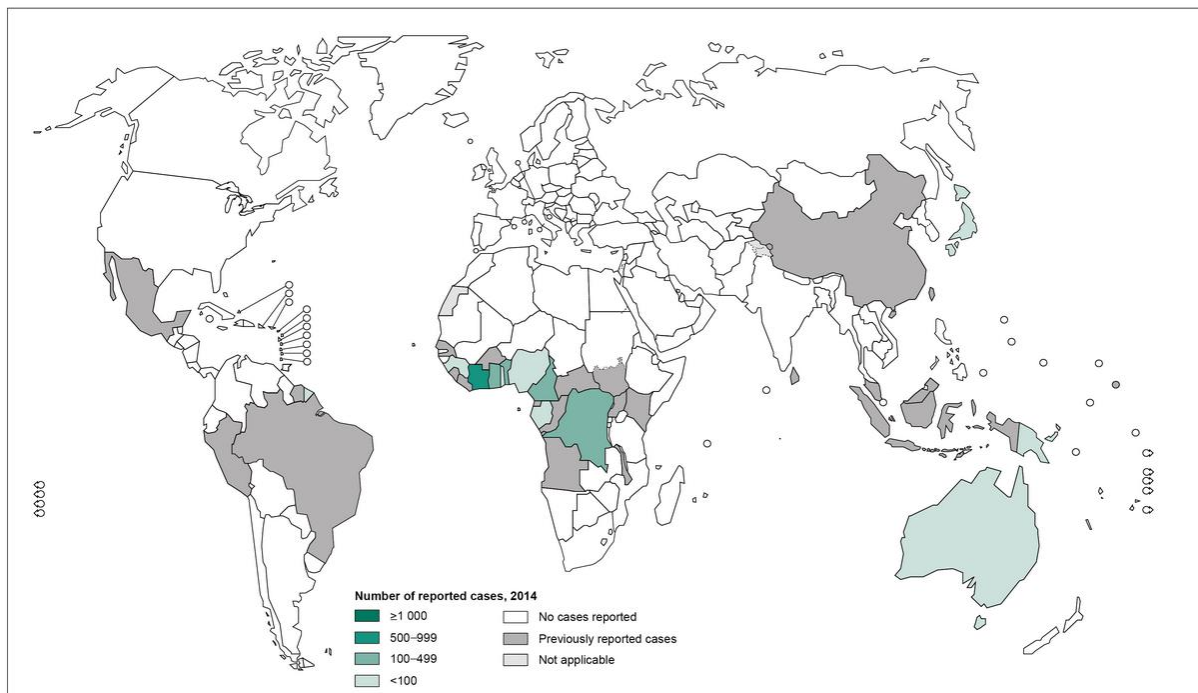 Number of reported cases, 2014
≥1 000
500–999
100–499
<100
No cases reported
Previously reported cases
Not applicable